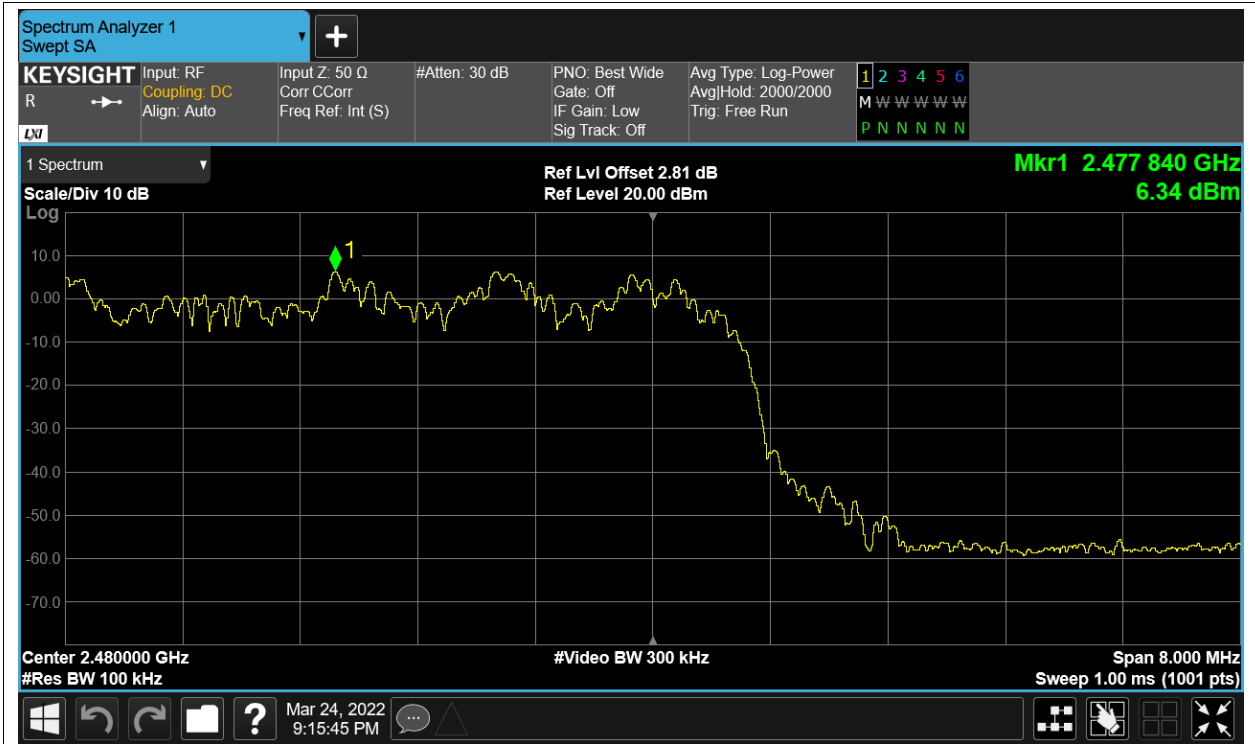 Spectrum Analyzer 1
Swept SA
KEYSIGHT
R
LXI
Input: RF
Coupling: DC
Align: Auto
Input Z: 50 Ω
Corr CCorr
Freq Ref: Int (S)
#Atten: 30 dB
PNO: Best Wide
Gate: Off
IF Gain: Low
Sig Track: Off
Avg Type: Log-Power
Avg|Hold: 2000/2000
Trig: Free Run
1 2 3 4 5 6
M W W W W W
P N N N N N
1 Spectrum
Scale/Div 10 dB
Log
Ref Lvl Offset 2.81 dB
Ref Level 20.00 dBm
Mkr1 2.477 840 GHz
6.34 dBm
1
10.0
0.00
-10.0
-20.0
-30.0
-40.0
-50.0
-60.0
-70.0
Center 2.480000 GHz
#Res BW 100 kHz
#Video BW 300 kHz
Span 8.000 MHz
Sweep 1.00 ms (1001 pts)
?
Mar 24, 2022
9:15:45 PM